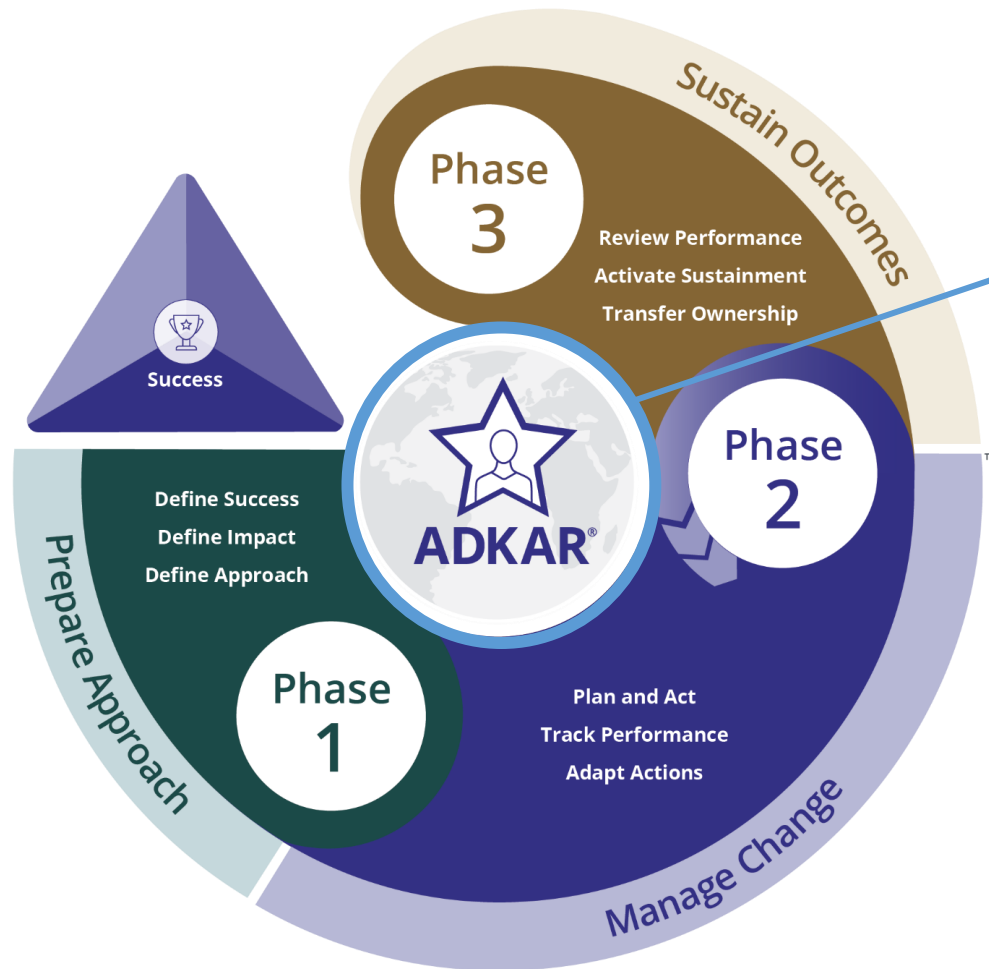 Sustain Outcomes
Phase
3
Review Performance
Activate Sustainment
Transfer Ownership
Success
ADKAR®
Phase
2
Define Success
Define Impact
Define Approach
Prepare Approach
Phase
1
Plan and Act
Track Performance
Adapt Actions
Manage Change